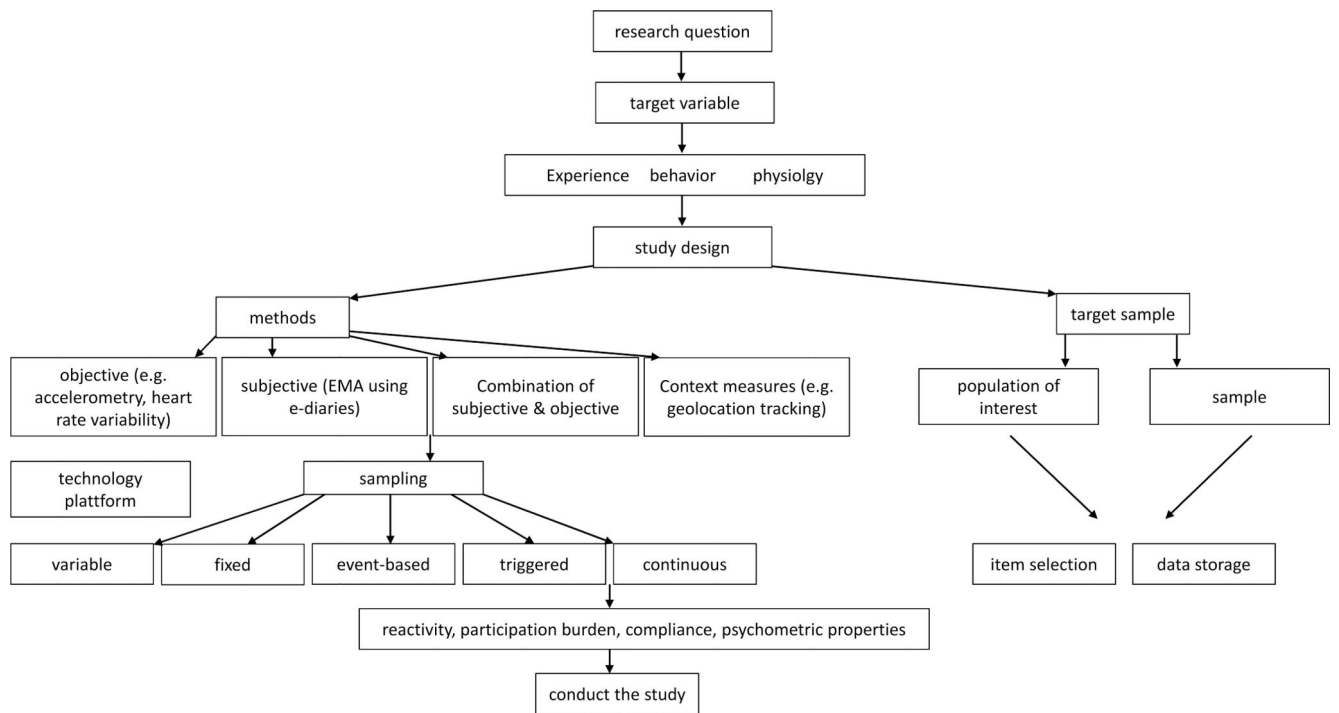 research question
target variable
Experience behavior physiolgy
study design
methods
target sample
objective (e.g.
accelerometry, heart
rate variability)
subjective (EMA using
e-diaries)
Combination of
subjective & objective
Context measures (e.g.
geolocation tracking)
population of
interest
sample
technology
plattform
sampling
variable
fixed
event-based
triggered
continuous
item selection
data storage
reactivity, participation burden, compliance, psychometric properties
conduct the study